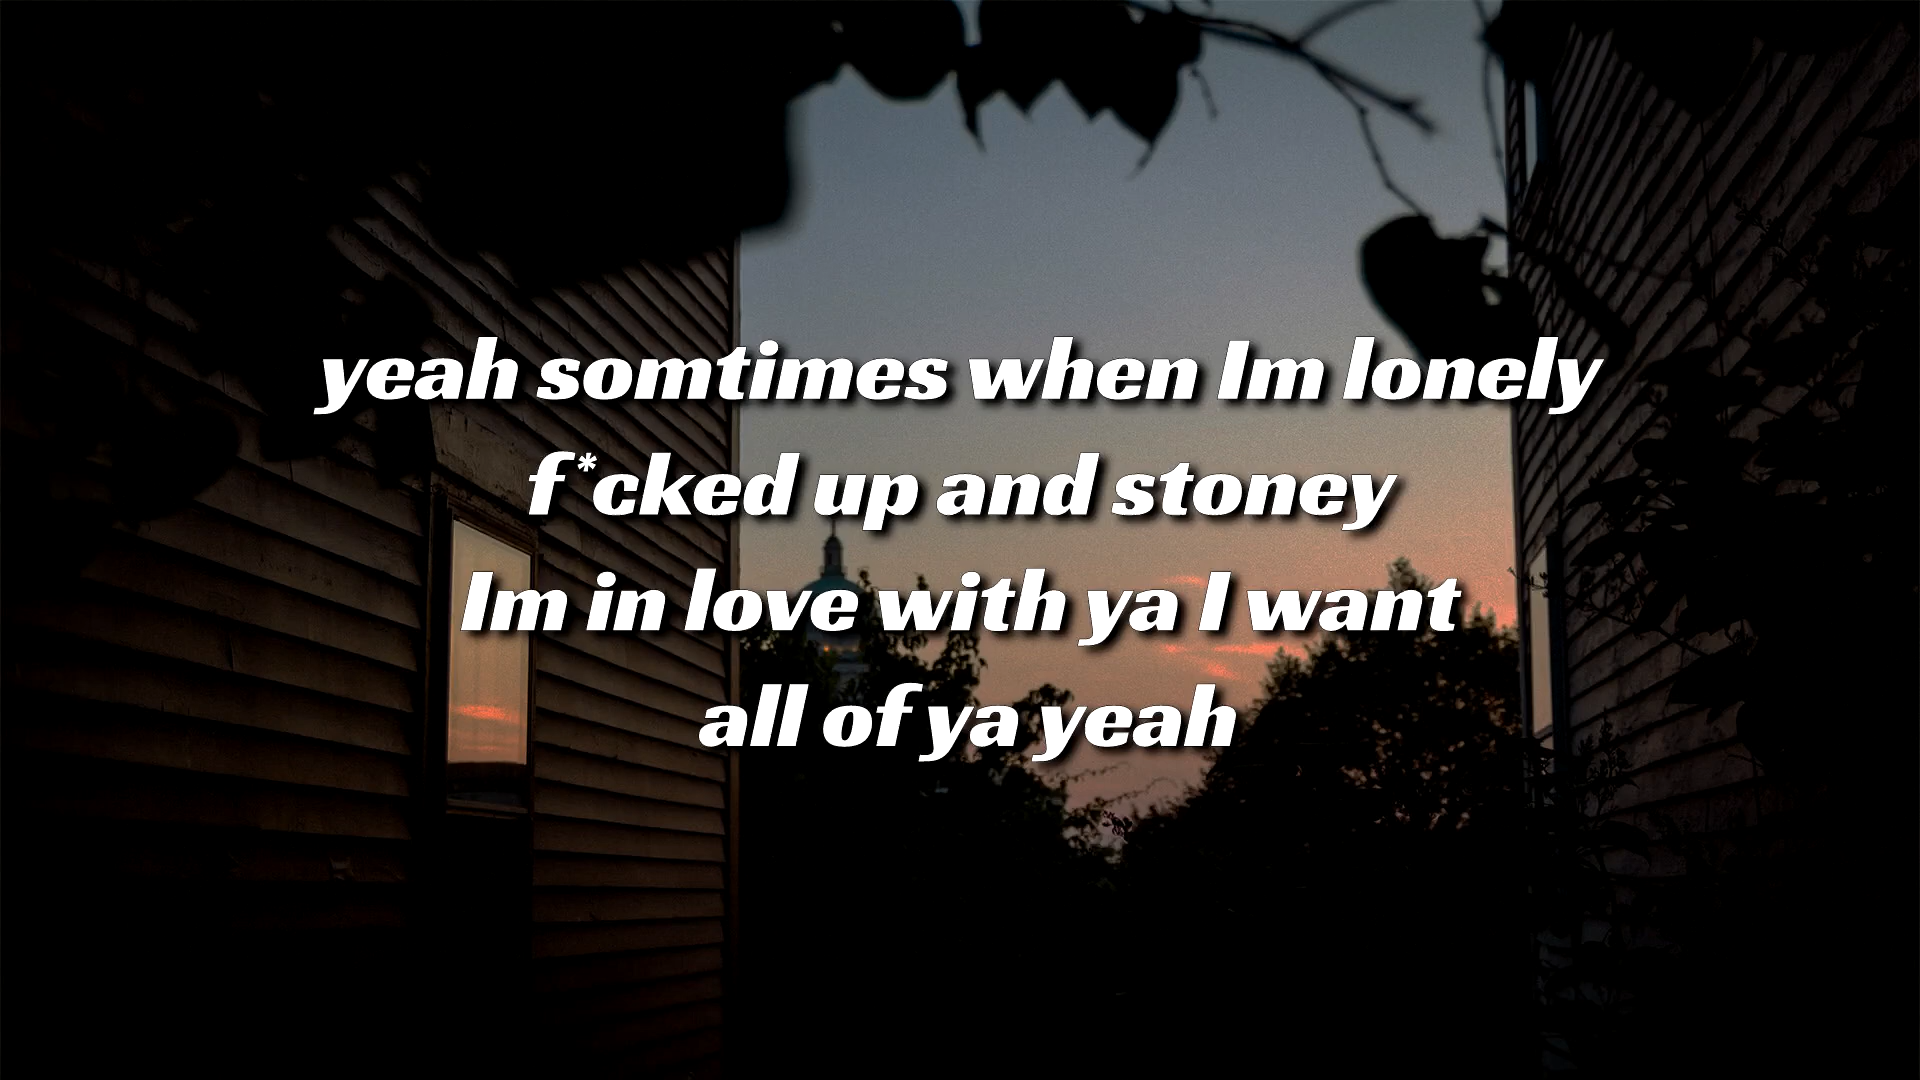 yeah somtimes when Im lonely
f*cked up and stoney
Im in love with ya I want
all of ya yeah